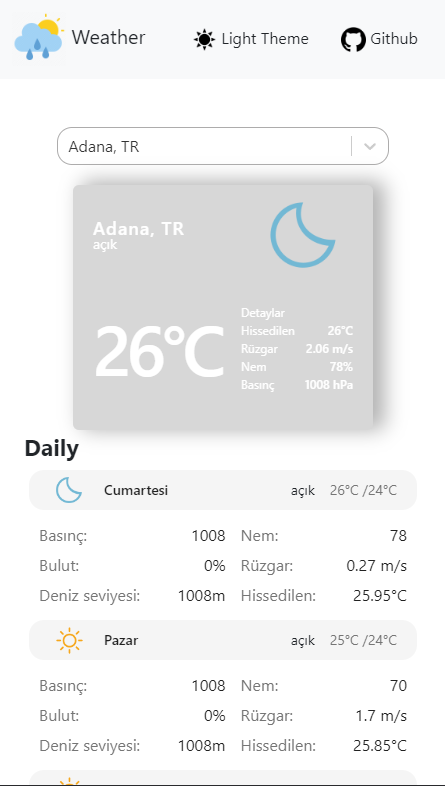 Weather
Light Theme
Github
Adana, TR
Adana, TR
açık
26°C
Detaylar
Hissedilen 26°C
Rüzgar 2.06 m/s
Nem 78%
Basınç 1008 hPa
Daily
Cumartesi açık 26°C /24°C
Basınç: 1008 Nem: 78
Bulut: 0% Rüzgar: 0.27 m/s
Deniz seviyesi: 1008m Hissedilen: 25.95°C
Pazar açık 25°C /24°C
Basınç: 1008 Nem: 70
Bulut: 0% Rüzgar: 1.7 m/s
Deniz seviyesi: 1008m Hissedilen: 25.85°C